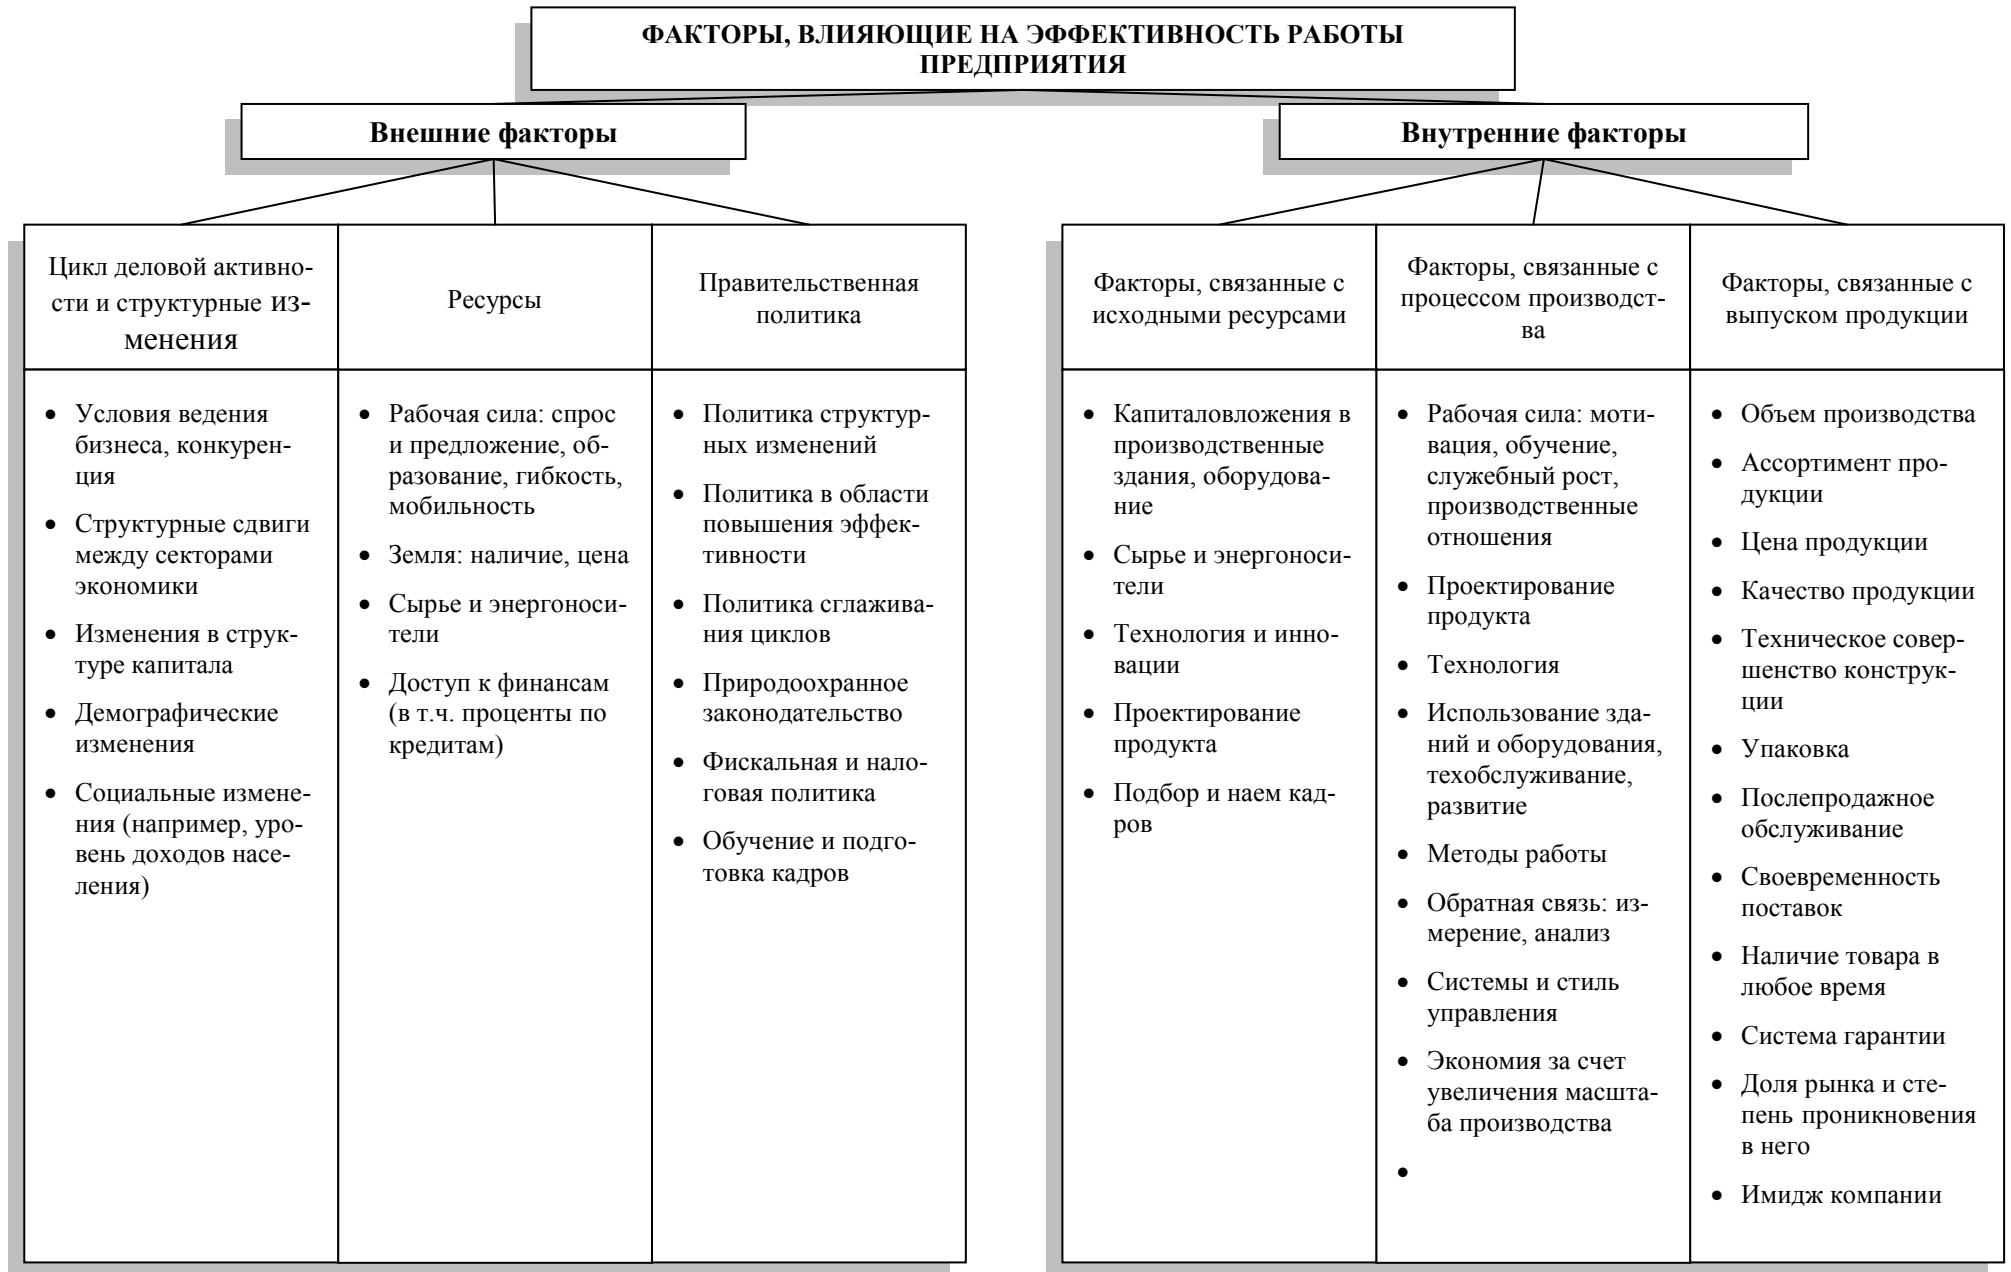 ФАКТОРЫ, ВЛИЯЮЩИЕ НА ЭФФЕКТИВНОСТЬ РАБОТЫ
ПРЕДПРИЯТИЯ
Внешние факторы
Цикл деловой активно-
сти и структурные из-
менения
• Условия ведения
бизнеса, конкурен-
ция
• Структурные сдвиги
между секторами
экономики
• Изменения в струк-
туре капитала
• Демографические
изменения
• Социальные измене-
ния (например, уро-
вень доходов насе-
ления)
Ресурсы
• Рабочая сила: спрос
и предложение, об-
разование, гибкость,
мобильность
• Земля: наличие, цена
• Сырье и энергоноси-
тели
• Доступ к финансам
(в т.ч. проценты по
кредитам)
Правительственная
политика
• Политика структур-
ных изменений
• Политика в области
повышения эффек-
тивности
• Политика сглажива-
ния циклов
• Природоохранное
законодательство
• Фискальная и нало-
говая политика
• Обучение и подго-
товка кадров
Внутренние факторы
Факторы, связанные с
исходными ресурсами
• Капиталовложения в
производственные
здания, оборудова-
ние
• Сырье и энергоноси-
тели
• Технология и инно-
вации
• Проектирование
продукта
• Подбор и наем кад-
ров
Факторы, связанные с
процессом производст-
ва
• Рабочая сила: моти-
вация, обучение,
служебный рост,
производственные
отношения
• Проектирование
продукта
• Технология
• Использование зда-
ний и оборудования,
техобслуживание,
развитие
• Методы работы
• Обратная связь: из-
мерение, анализ
• Системы и стиль
управления
• Экономия за счет
увеличения масшта-
ба производства
•
Факторы, связанные с
выпуском продукции
• Объем производства
• Ассортимент про-
дукции
• Цена продукции
• Качество продукции
• Техническое совер-
шенство конструк-
ции
• Упаковка
• Послепродажное
обслуживание
• Своевременность
поставок
• Наличие товара в
любое время
• Система гарантии
• Доля рынка и сте-
пень проникновения
в него
• Имидж компании